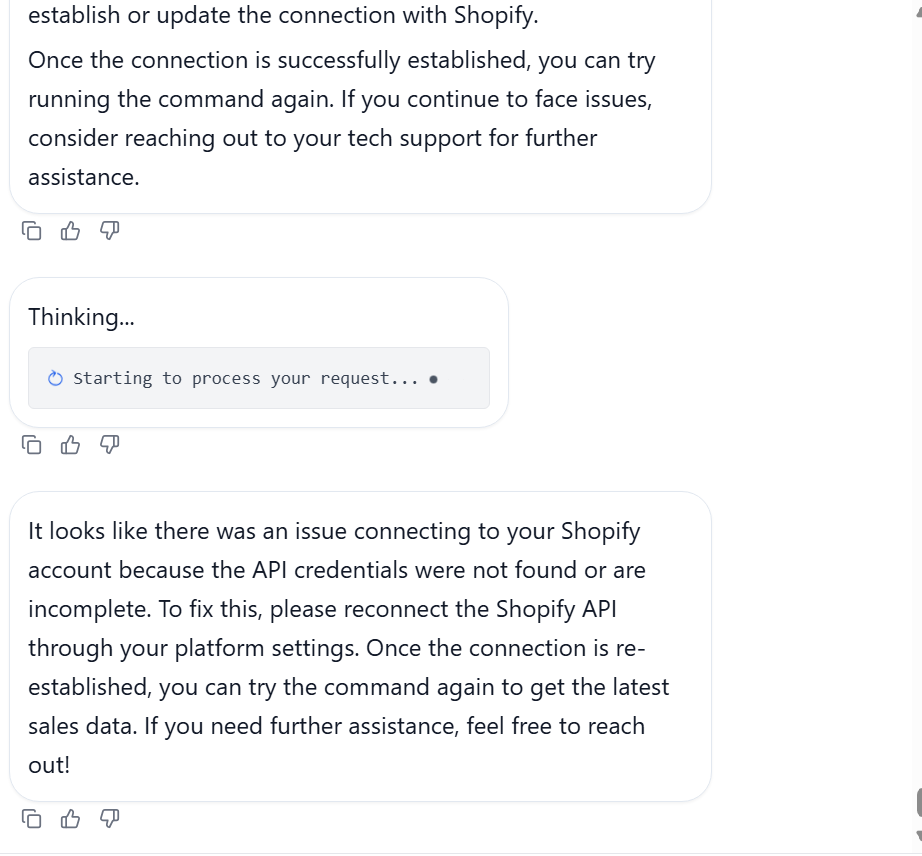 establish or update the connection with Shopify.
Once the connection is successfully established, you can try
running the command again. If you continue to face issues,
consider reaching out to your tech support for further
assistance.
Thinking...
Starting to process your request...
It looks like there was an issue connecting to your Shopify
account because the API credentials were not found or are
incomplete. To fix this, please reconnect the Shopify API
through your platform settings. Once the connection is re-
established, you can try the command again to get the latest
sales data. If you need further assistance, feel free to reach
out!